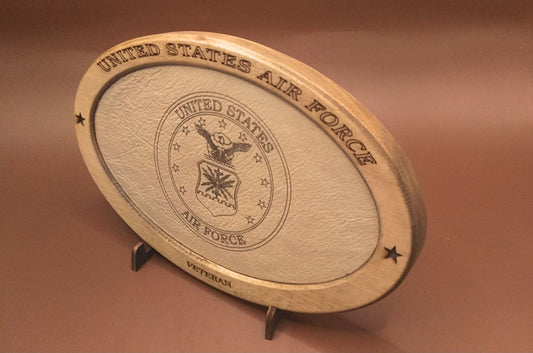 UNITED STATES AIR FORCE
UNITED STATES
AIR FORCE
VETERAN